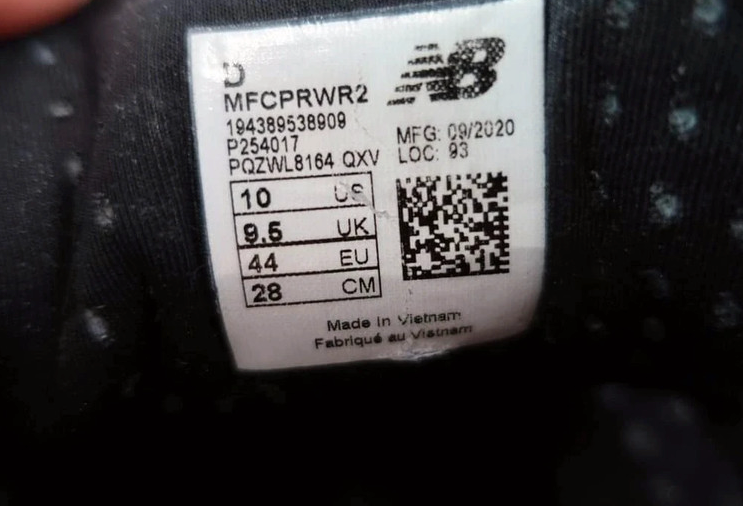 D
MFCPRWR2
194389538909
P254017
PQZWL8164 QXV
MFG: 09/2020
LOC: 93
10 US
9.5 UK
44 EU
28 CM
Made in Vietnam
Fabriqué au Vietnam
NB